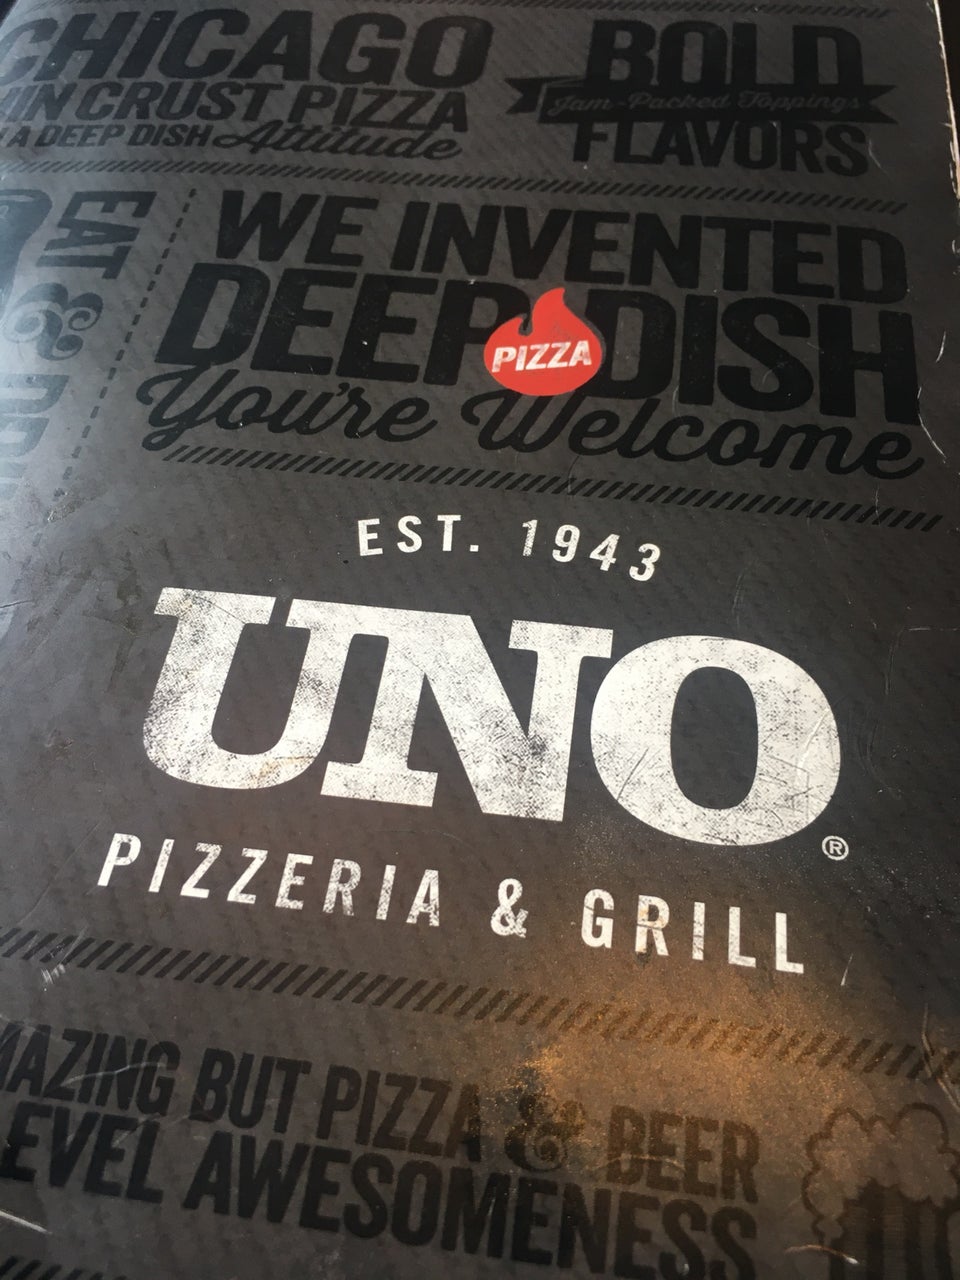 CHICAGO
CRUST PIZZA
A DEEP DISH Attitude
BOLD
Jam-Packed Toppings
FLAVORS
EAT &
WE INVENTED
DEEP DISH
PIZZA
You're Welcome
EST. 1943
UNO®
PIZZERIA & GRILL
BUT PIZZA & BEER
AWESOMENESS